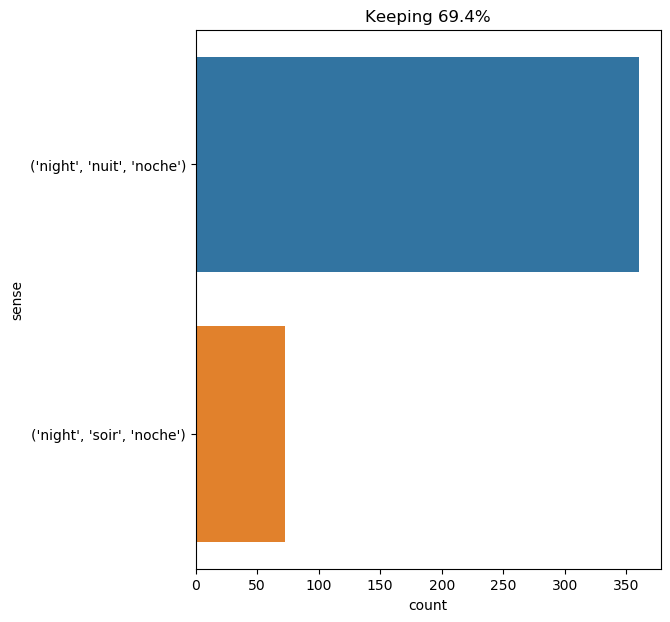 Keeping 69.4%
('night', 'nuit', 'noche')
sense
('night', 'soir', 'noche')
0 50 100 150 200 250 300 350
count